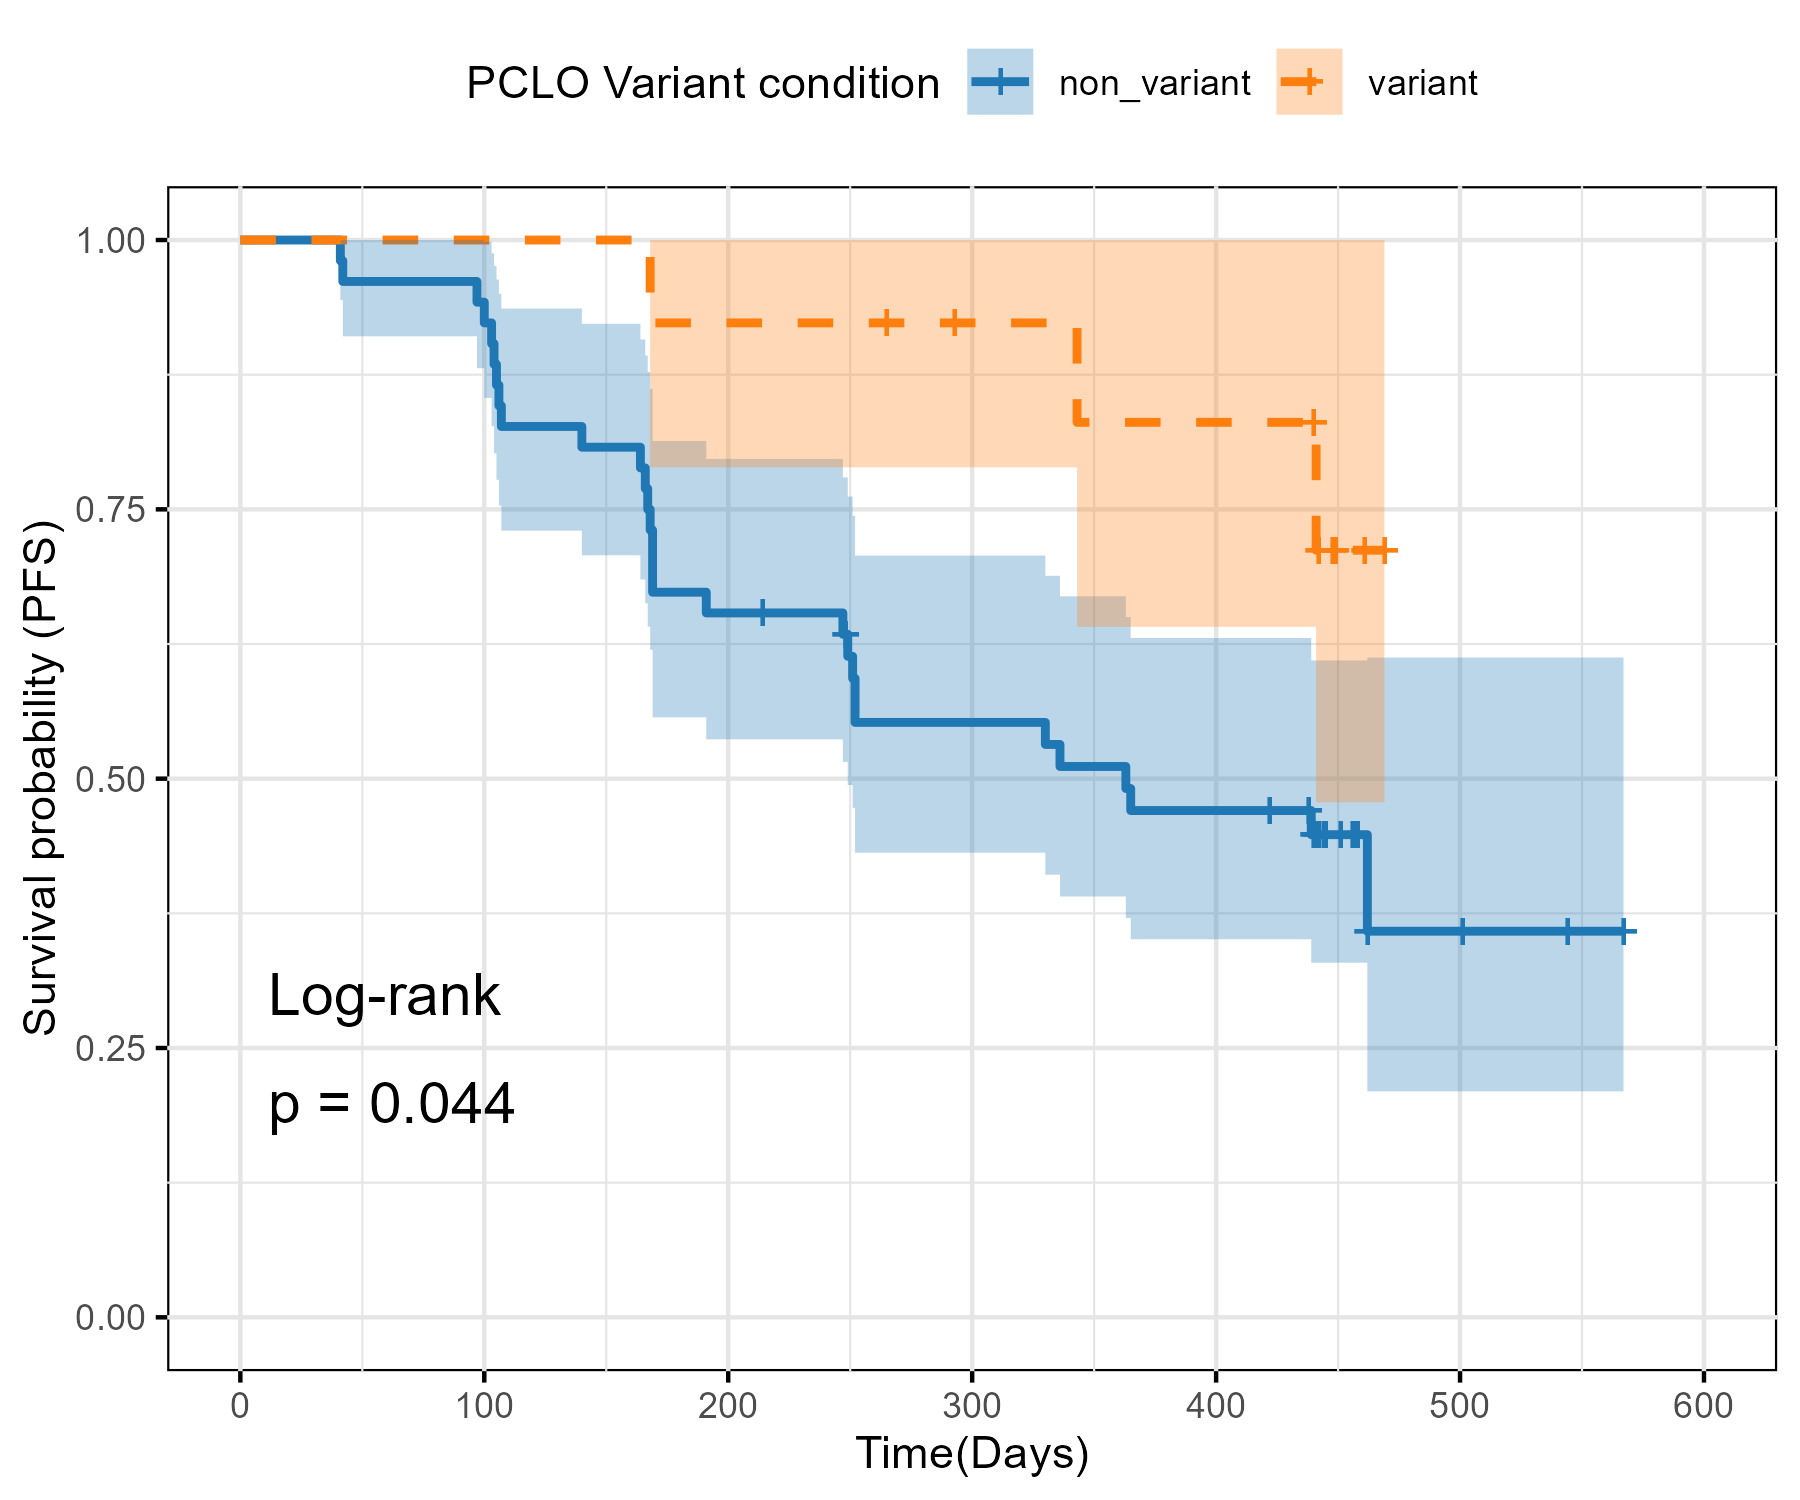 PCLO Variant condition non_variant variant
Survival probability (PFS)
1.00
0.75
0.50
0.25
0.00
Log-rank
p = 0.044
0 100 200 300 400 500 600
Time(Days)